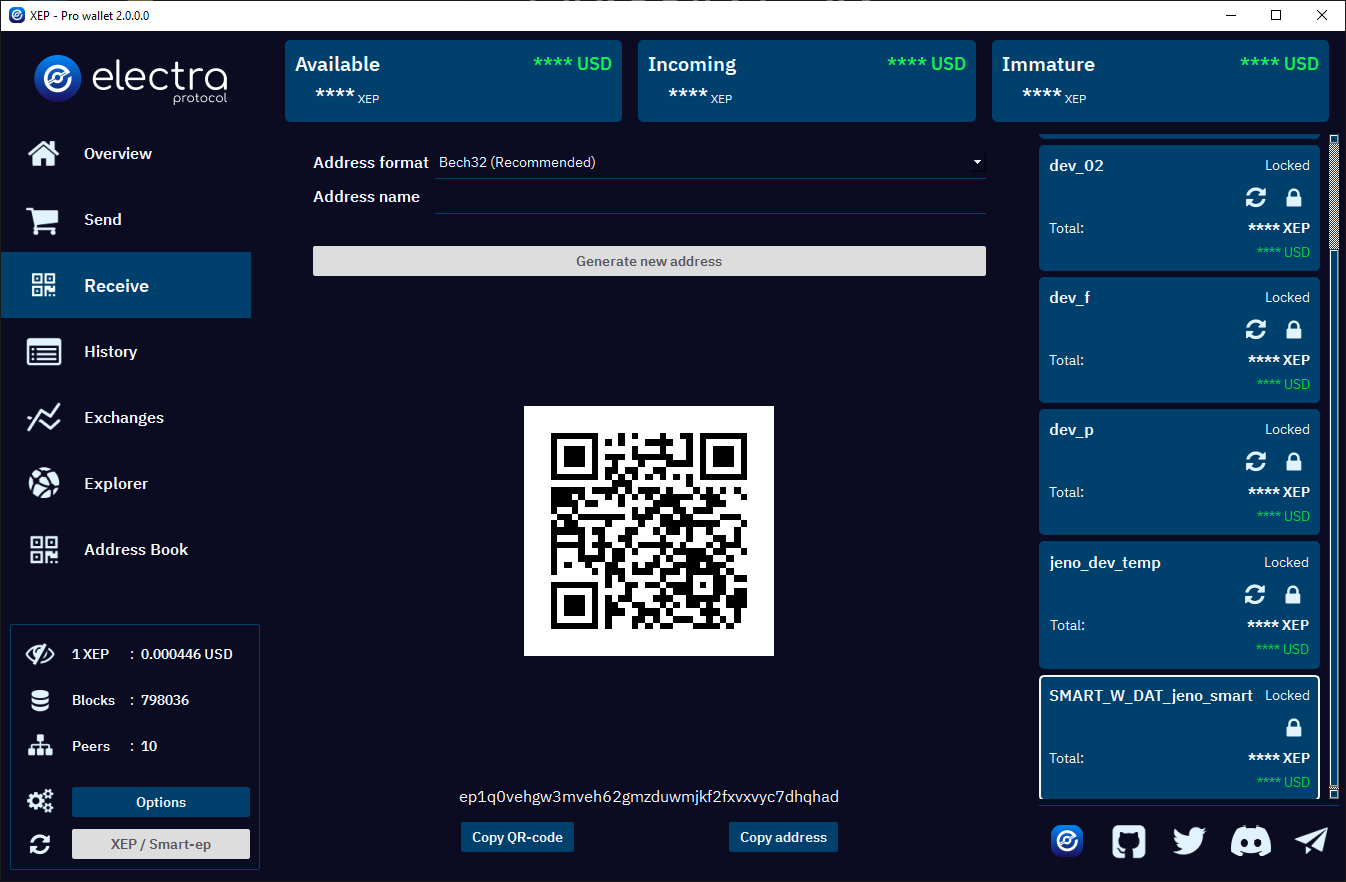 XEP - Pro wallet 2.0.0.0
electra
protocol
Available **** USD
**** XEP
Incoming **** USD
**** XEP
Immature **** USD
**** XEP
Overview
Send
Receive
History
Exchanges
Explorer
Address Book
1 XEP : 0.000446 USD
Blocks : 798036
Peers : 10
Options
XEP / Smart-ep
Address format Bech32 (Recommended)
Address name
Generate new address
ep1q0vehgw3mveh62gmzduwmjkf2fxvxvyc7dhqhad
Copy QR-code
Copy address
dev_02 Locked
Total: **** XEP
**** USD
dev_f Locked
Total: **** XEP
**** USD
dev_p Locked
Total: **** XEP
**** USD
jeno_dev_temp Locked
Total: **** XEP
**** USD
SMART_W_DAT_jeno_smart Locked
Total: **** XEP
**** USD